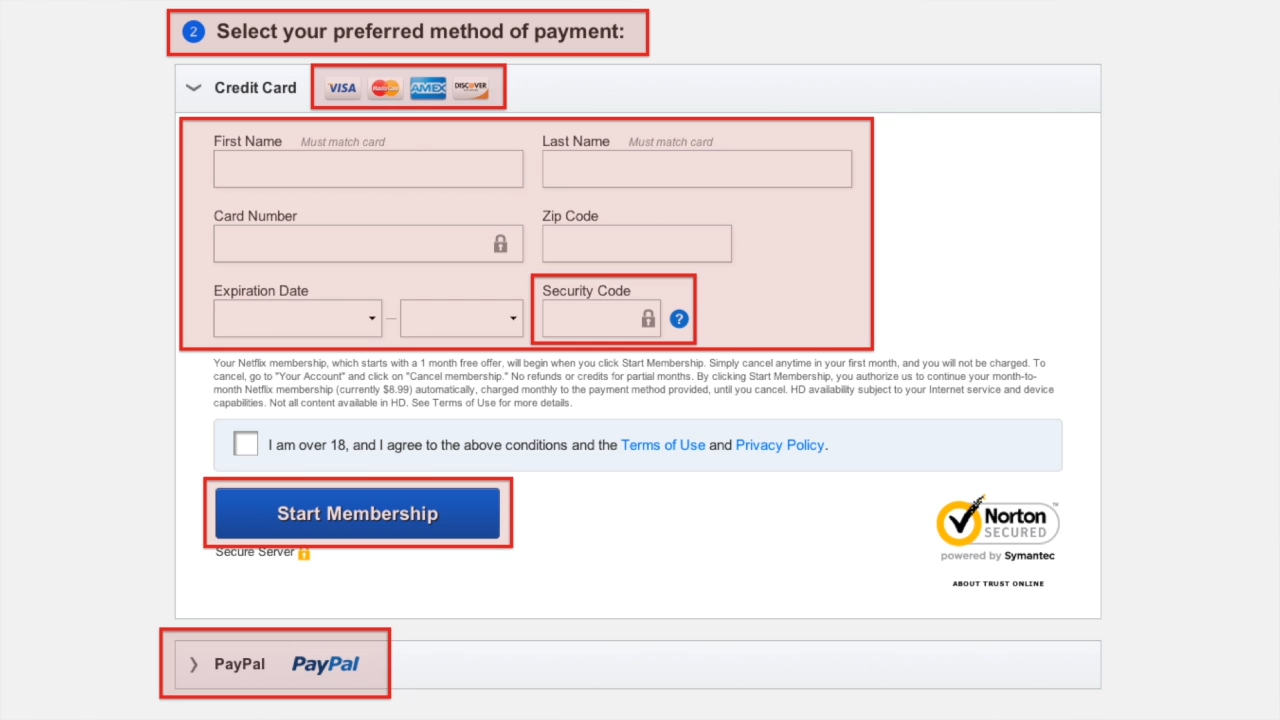 2 Select your preferred method of payment:
Credit Card VISA MasterCard AMEX DISCOVER
First Name Must match card Last Name Must match card
Card Number Zip Code
Expiration Date Security Code
– ?
Your Netflix membership, which starts with a 1 month free offer, will begin when you click Start Membership. Simply cancel anytime in your first month, and you will not be charged. To
cancel, go to "Your Account" and click on "Cancel membership." No refunds or credits for partial months. By clicking Start Membership, you authorize us to continue your month-to-
month Netflix membership (currently $8.99) automatically, charged monthly to the payment method provided, until you cancel. HD availability subject to your Internet service and device
capabilities. Not all content available in HD. See Terms of Use for more details.
I am over 18, and I agree to the above conditions and the Terms of Use and Privacy Policy.
Start Membership
Secure Server
Norton™
SECURED
powered by Symantec
ABOUT TRUST ONLINE
PayPal PayPal